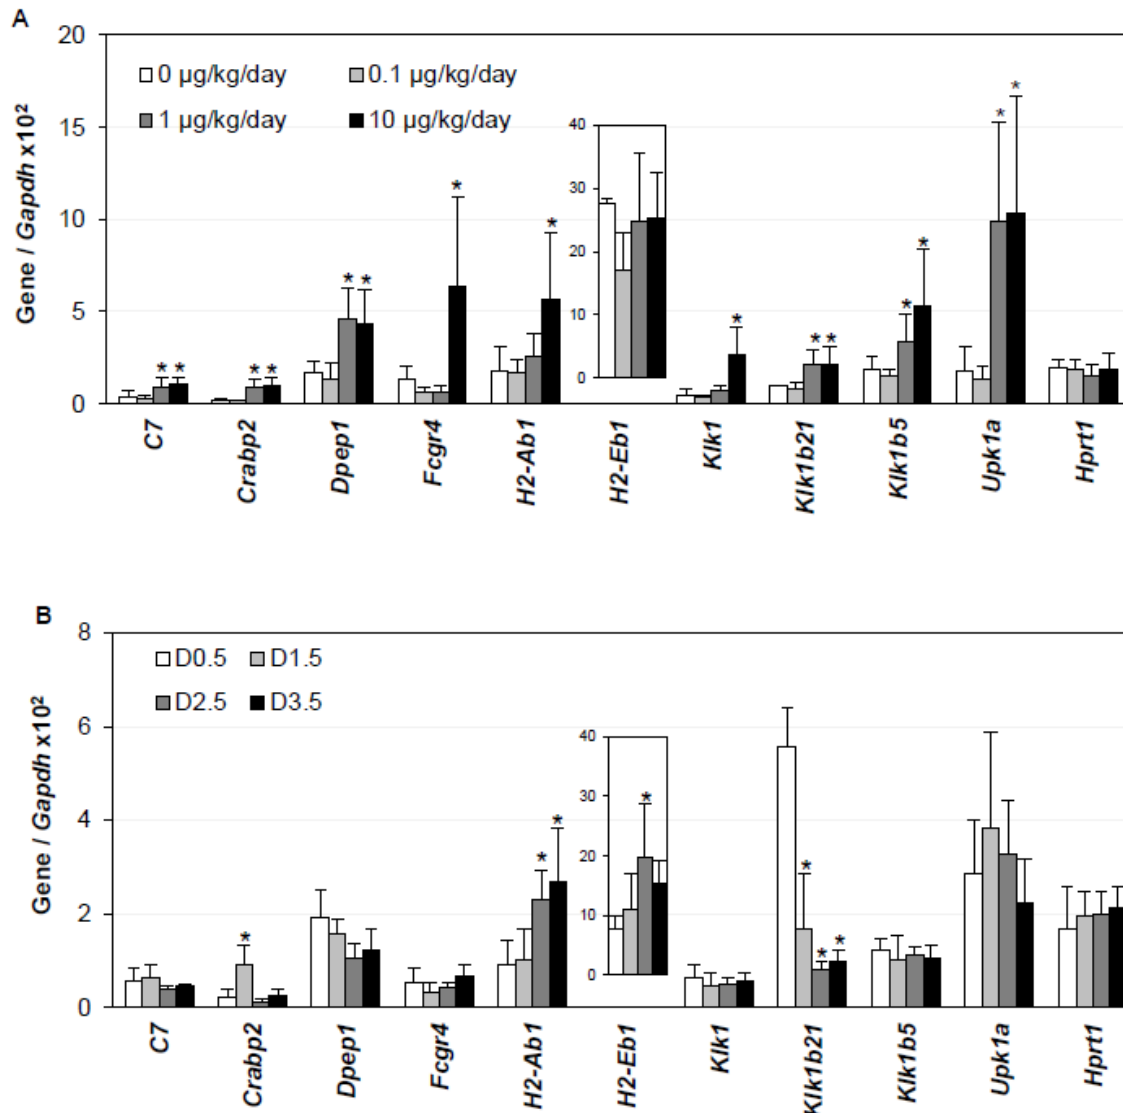 A
20
15
10
5
0
Gene / Gapdh x10²
0 µg/kg/day
0.1 µg/kg/day
1 µg/kg/day
10 µg/kg/day
40
30
20
10
0
* * * * * * * * * * * * * * *
C7
Crabp2
Dpep1
Fcgr4
H2-Ab1
H2-Eb1
Klk1
Klk1b21
Klk1b5
Upk1a
Hprt1
B
8
6
4
2
0
Gene / Gapdh x10²
D0.5
D1.5
D2.5
D3.5
40
30
20
10
0
* * * * * * *
C7
Crabp2
Dpep1
Fcgr4
H2-Ab1
H2-Eb1
Klk1
Klk1b21
Klk1b5
Upk1a
Hprt1